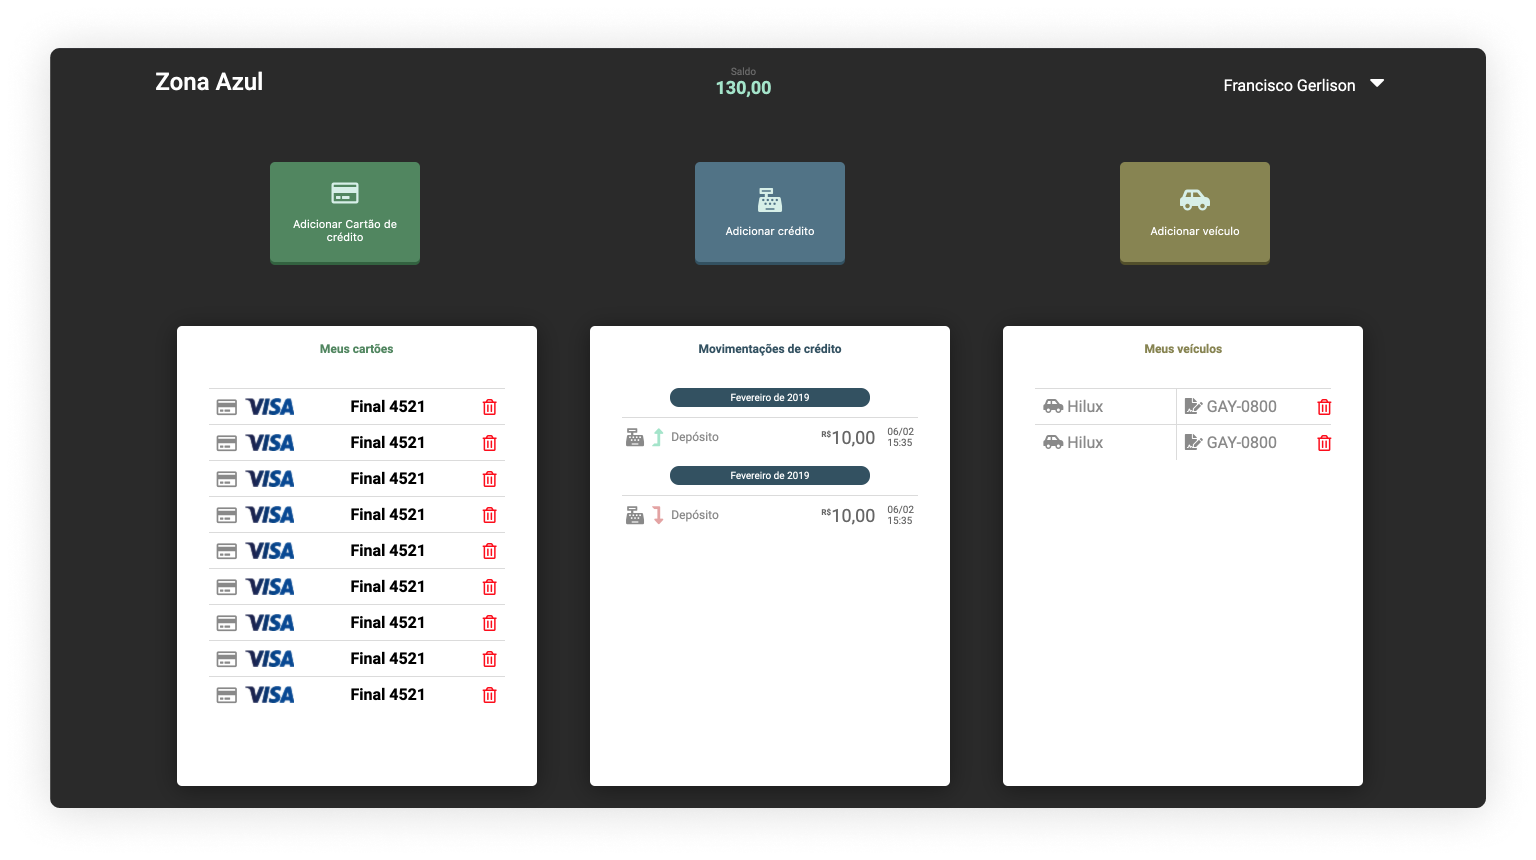 Zona Azul
Saldo
130,00
Francisco Gerlison
Adicionar Cartão de
crédito
Adicionar crédito
Adicionar veículo
Meus cartões
VISA Final 4521
VISA Final 4521
VISA Final 4521
VISA Final 4521
VISA Final 4521
VISA Final 4521
VISA Final 4521
VISA Final 4521
VISA Final 4521
Movimentações de crédito
Fevereiro de 2019
Depósito R$10,00 06/02
15:35
Fevereiro de 2019
Depósito R$10,00 06/02
15:35
Meus veículos
Hilux GAY-0800
Hilux GAY-0800